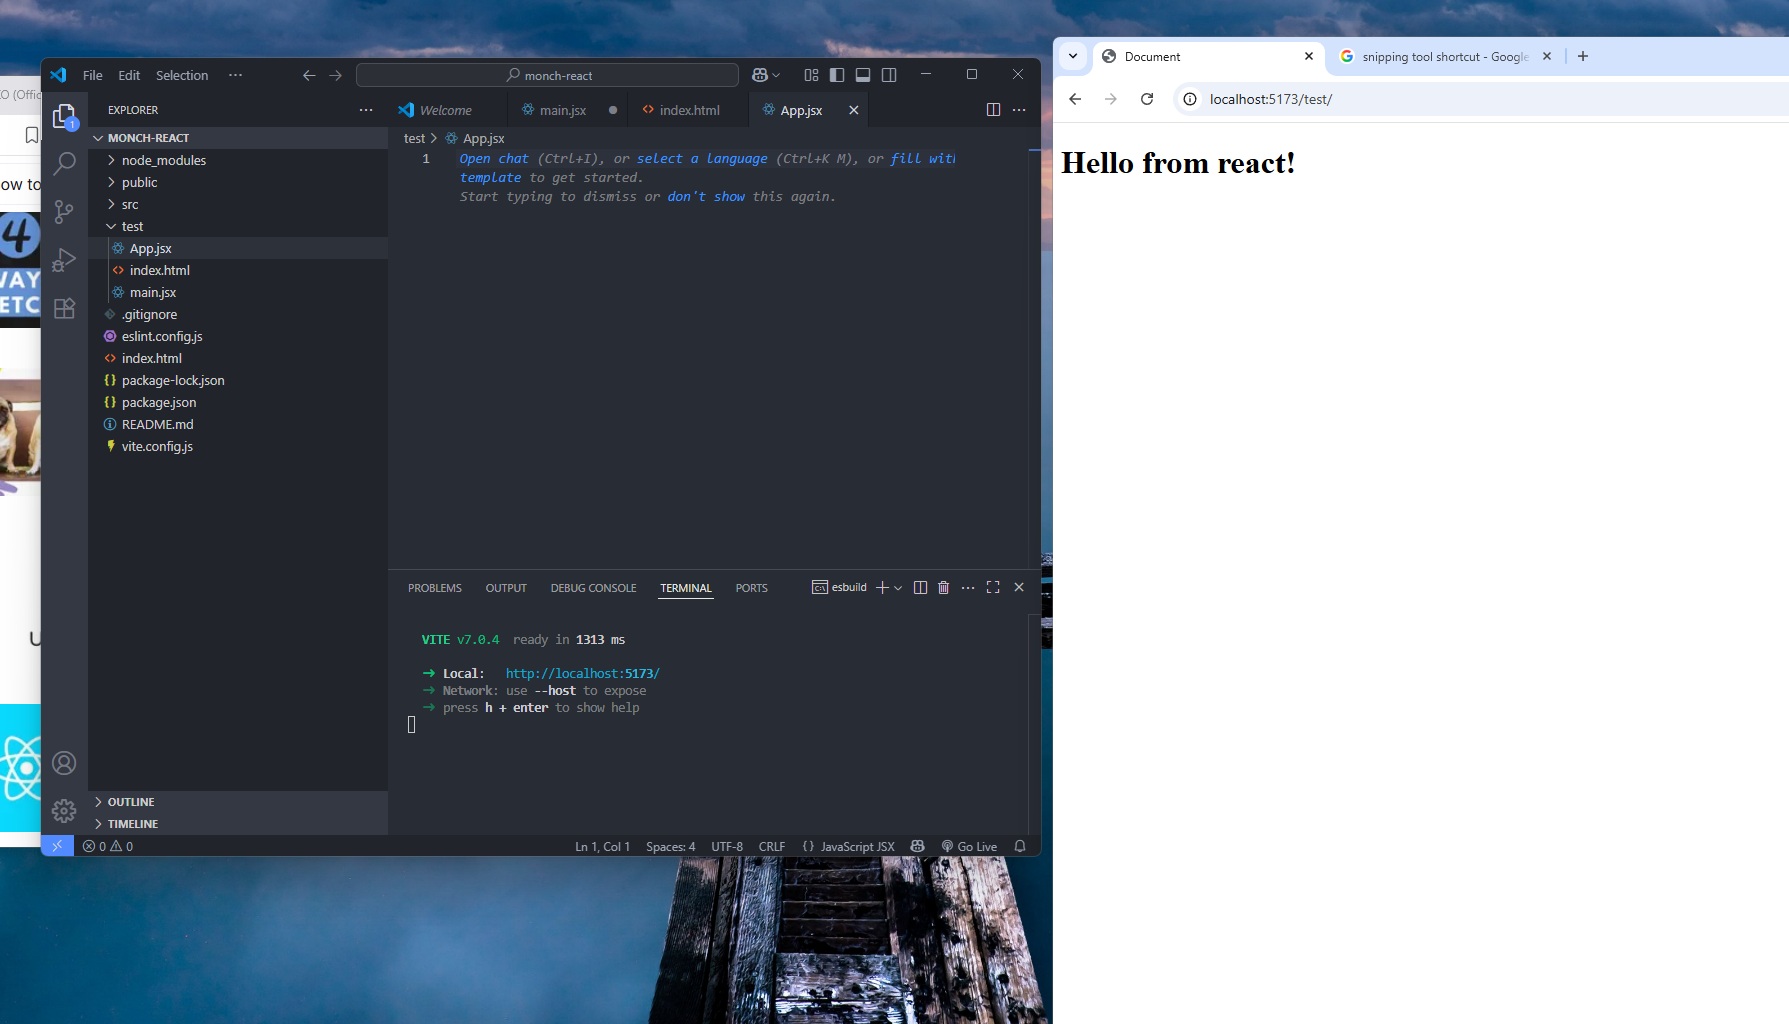 O (Offic
ow to
4
WAY
ETC
U
File Edit Selection ···
monch-react
EXPLORER ···
Welcome main.jsx index.html App.jsx
MONCH-REACT
node_modules
public
src
test
App.jsx
index.html
main.jsx
.gitignore
eslint.config.js
index.html
package-lock.json
package.json
README.md
vite.config.js
OUTLINE
TIMELINE
test > App.jsx
1 Open chat (Ctrl+I), or select a language (Ctrl+K M), or fill with
template to get started.
Start typing to dismiss or don't show this again.
PROBLEMS OUTPUT DEBUG CONSOLE TERMINAL PORTS esbuild
VITE v7.0.4 ready in 1313 ms
➜ Local: http://localhost:5173/
➜ Network: use --host to expose
➜ press h + enter to show help
0 0 Ln 1, Col 1 Spaces: 4 UTF-8 CRLF {} JavaScript JSX Go Live
Document snipping tool shortcut - Google
localhost:5173/test/
Hello from react!